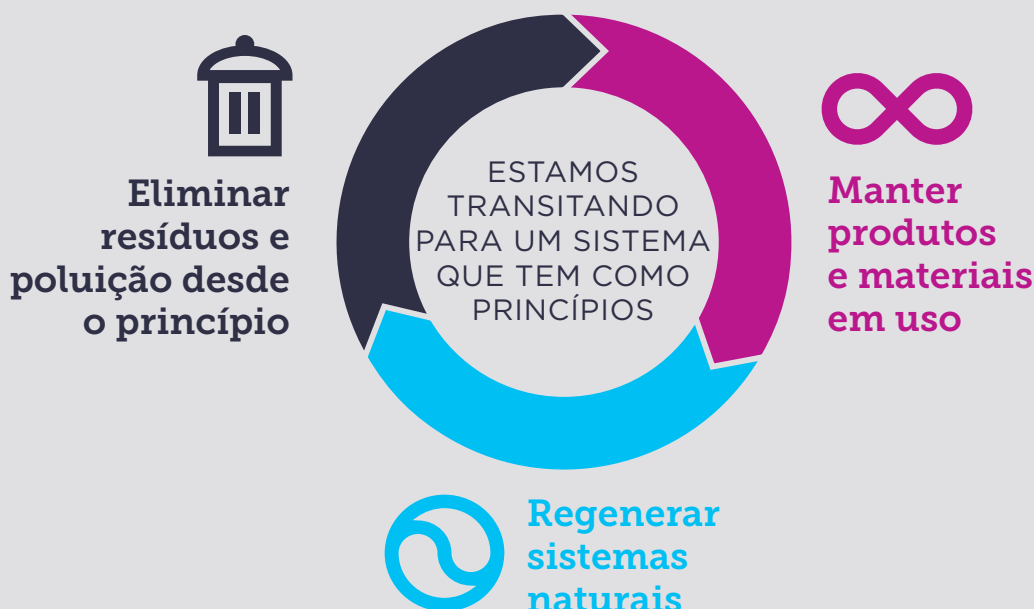 Eliminar
resíduos e
poluição desde
o princípio
ESTAMOS
TRANSITANDO
PARA UM SISTEMA
QUE TEM COMO
PRINCÍPIOS
Manter
produtos
e materiais
em uso
Regenerar
sistemas
naturais